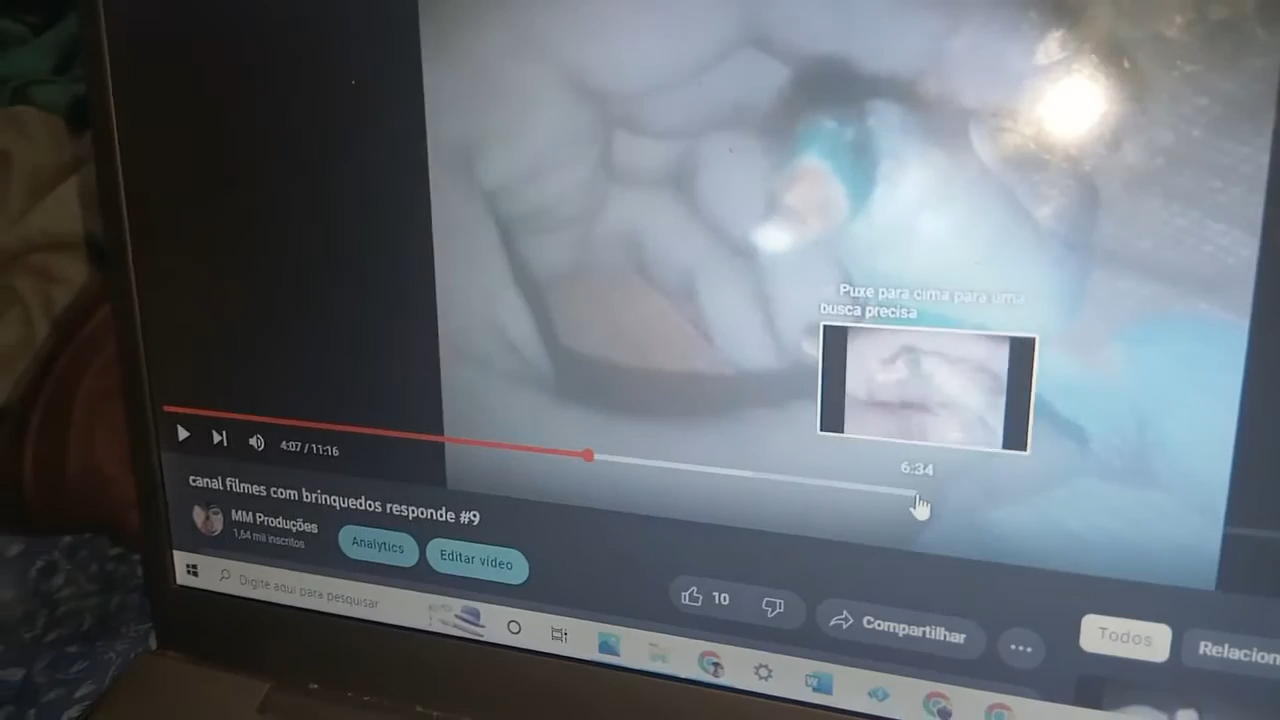 Puxe para cima para uma
busca precisa
4:07 / 11:16
6:34
canal filmes com brinquedos responde #9
MM Produções
1,64 mil inscritos
Analytics
Editar vídeo
10
Compartilhar
Todos
Relacion
Digite aqui para pesquisar
W